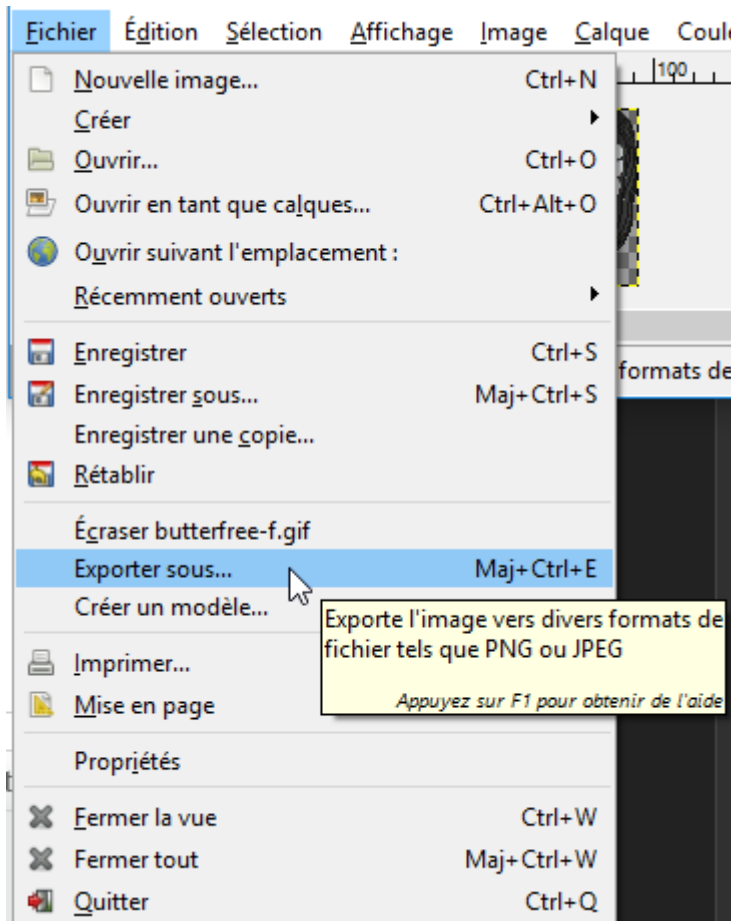 Fichier Édition Sélection Affichage Image Calque Coule
100
Nouvelle image... Ctrl+N
Créer
Ouvrir... Ctrl+O
Ouvrir en tant que calques... Ctrl+Alt+O
Ouvrir suivant l'emplacement :
Récemment ouverts
Enregistrer Ctrl+S
formats de
Enregistrer sous... Maj+Ctrl+S
Enregistrer une copie...
Rétablir
Écraser butterfree-f.gif
Exporter sous... Maj+Ctrl+E
Créer un modèle...
Exporte l'image vers divers formats de
fichier tels que PNG ou JPEG
Appuyez sur F1 pour obtenir de l'aide
Imprimer...
Mise en page
Propriétés
Fermer la vue Ctrl+W
Fermer tout Maj+Ctrl+W
Quitter Ctrl+Q